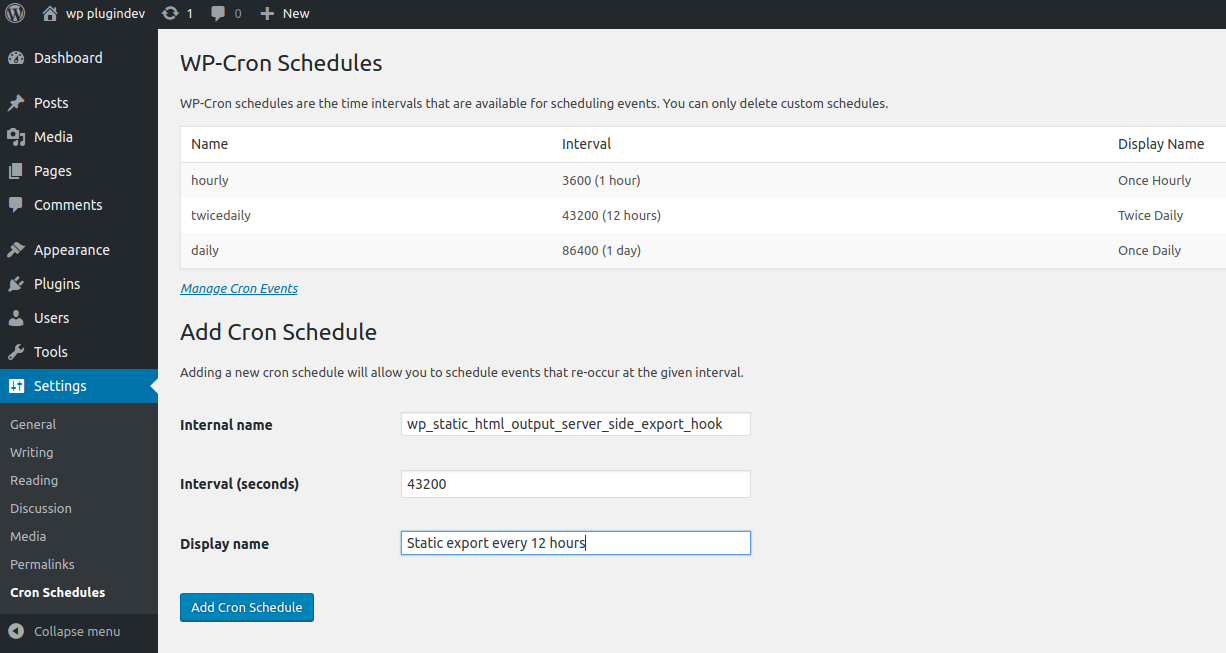 wp plugindev 1 0 New
Dashboard
Posts
Media
Pages
Comments
Appearance
Plugins
Users
Tools
Settings
General
Writing
Reading
Discussion
Media
Permalinks
Cron Schedules
Collapse menu
WP-Cron Schedules
WP-Cron schedules are the time intervals that are available for scheduling events. You can only delete custom schedules.
Name Interval Display Name
hourly 3600 (1 hour) Once Hourly
twicedaily 43200 (12 hours) Twice Daily
daily 86400 (1 day) Once Daily
Manage Cron Events
Add Cron Schedule
Adding a new cron schedule will allow you to schedule events that re-occur at the given interval.
Internal name wp_static_html_output_server_side_export_hook
Interval (seconds) 43200
Display name Static export every 12 hours
Add Cron Schedule